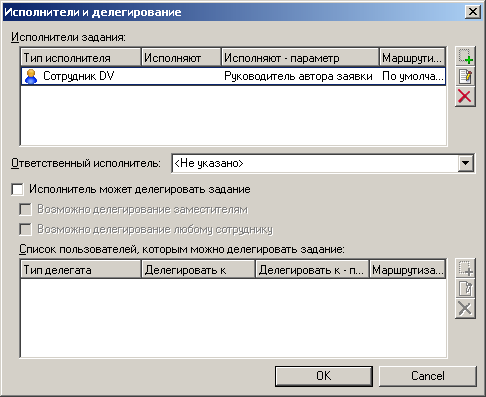 Исполнители и делегирование
Исполнители задания:
Тип исполнителя Исполняют Исполняют - параметр Маршрути...
Сотрудник DV Руководитель автора заявки По умолча...
Ответственный исполнитель: <Не указано>
Исполнитель может делегировать задание
Возможно делегирование заместителям
Возможно делегирование любому сотруднику
Список пользователей, которым можно делегировать задание:
Тип делегата Делегировать к Делегировать к - п... Маршрутиза...
OK Cancel